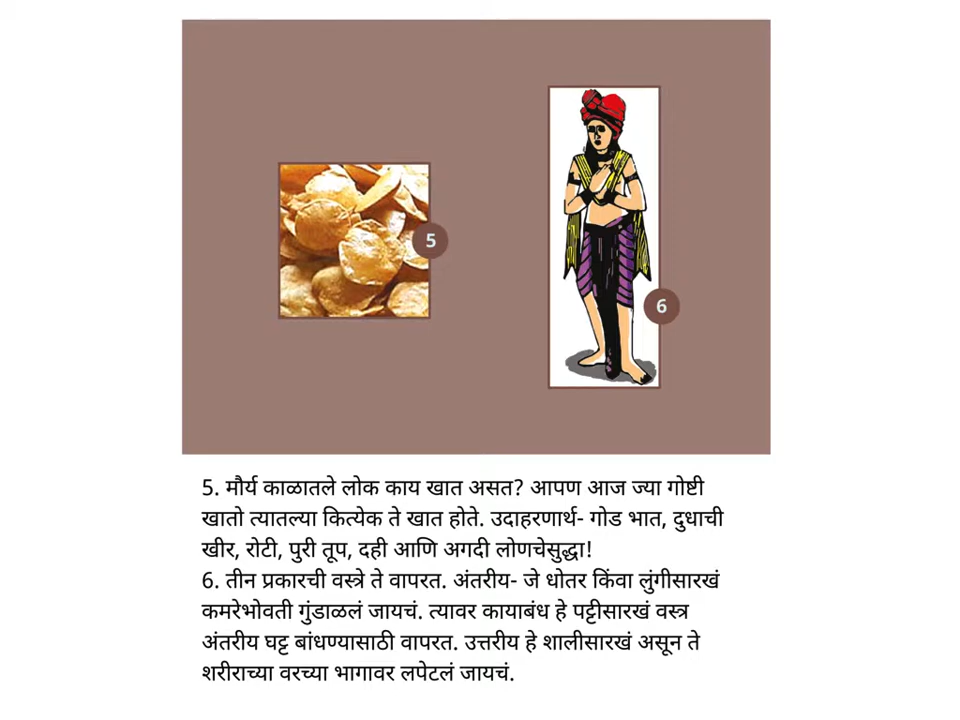 5
6
5. मौर्य काळातले लोक काय खात असत? आपण आज ज्या गोष्टी
खातो त्यातल्या कित्येक ते खात होते. उदाहरणार्थ- गोड भात, दुधाची
खीर, रोटी, पुरी तूप, दही आणि अगदी लोणचेसुद्धा!
6. तीन प्रकारची वस्त्रे ते वापरत. अंतरीय- जे धोतर किंवा लुंगीसारखं
कमरेभोवती गुंडाळलं जायचं. त्यावर कायाबंध हे पट्टीसारखं वस्त्र
अंतरीय घट्ट बांधण्यासाठी वापरत. उत्तरीय हे शालीसारखं असून ते
शरीराच्या वरच्या भागावर लपेटलं जायचं.